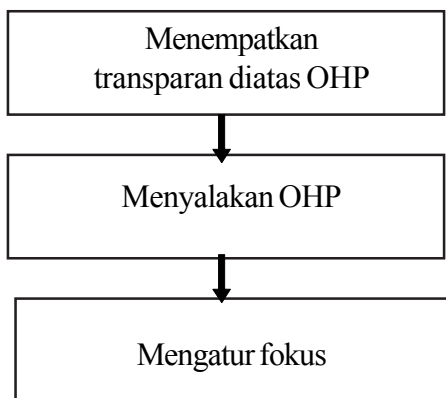 Menempatkan
transparan diatas OHP
Menyalakan OHP
Mengatur fokus